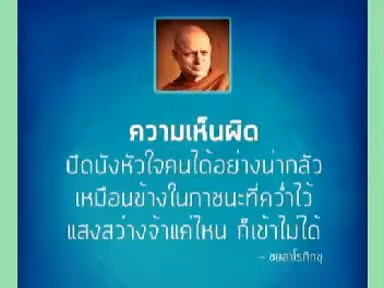 ความเห็นผิด
ปิดบังหัวใจคนได้อย่างน่ากลัว
เหมือนข้างในภาชนะที่คว่ำไว้
แสงสว่างจ้าแค่ไหน ก็เข้าไม่ได้
– ชยสาโรภิกขุ